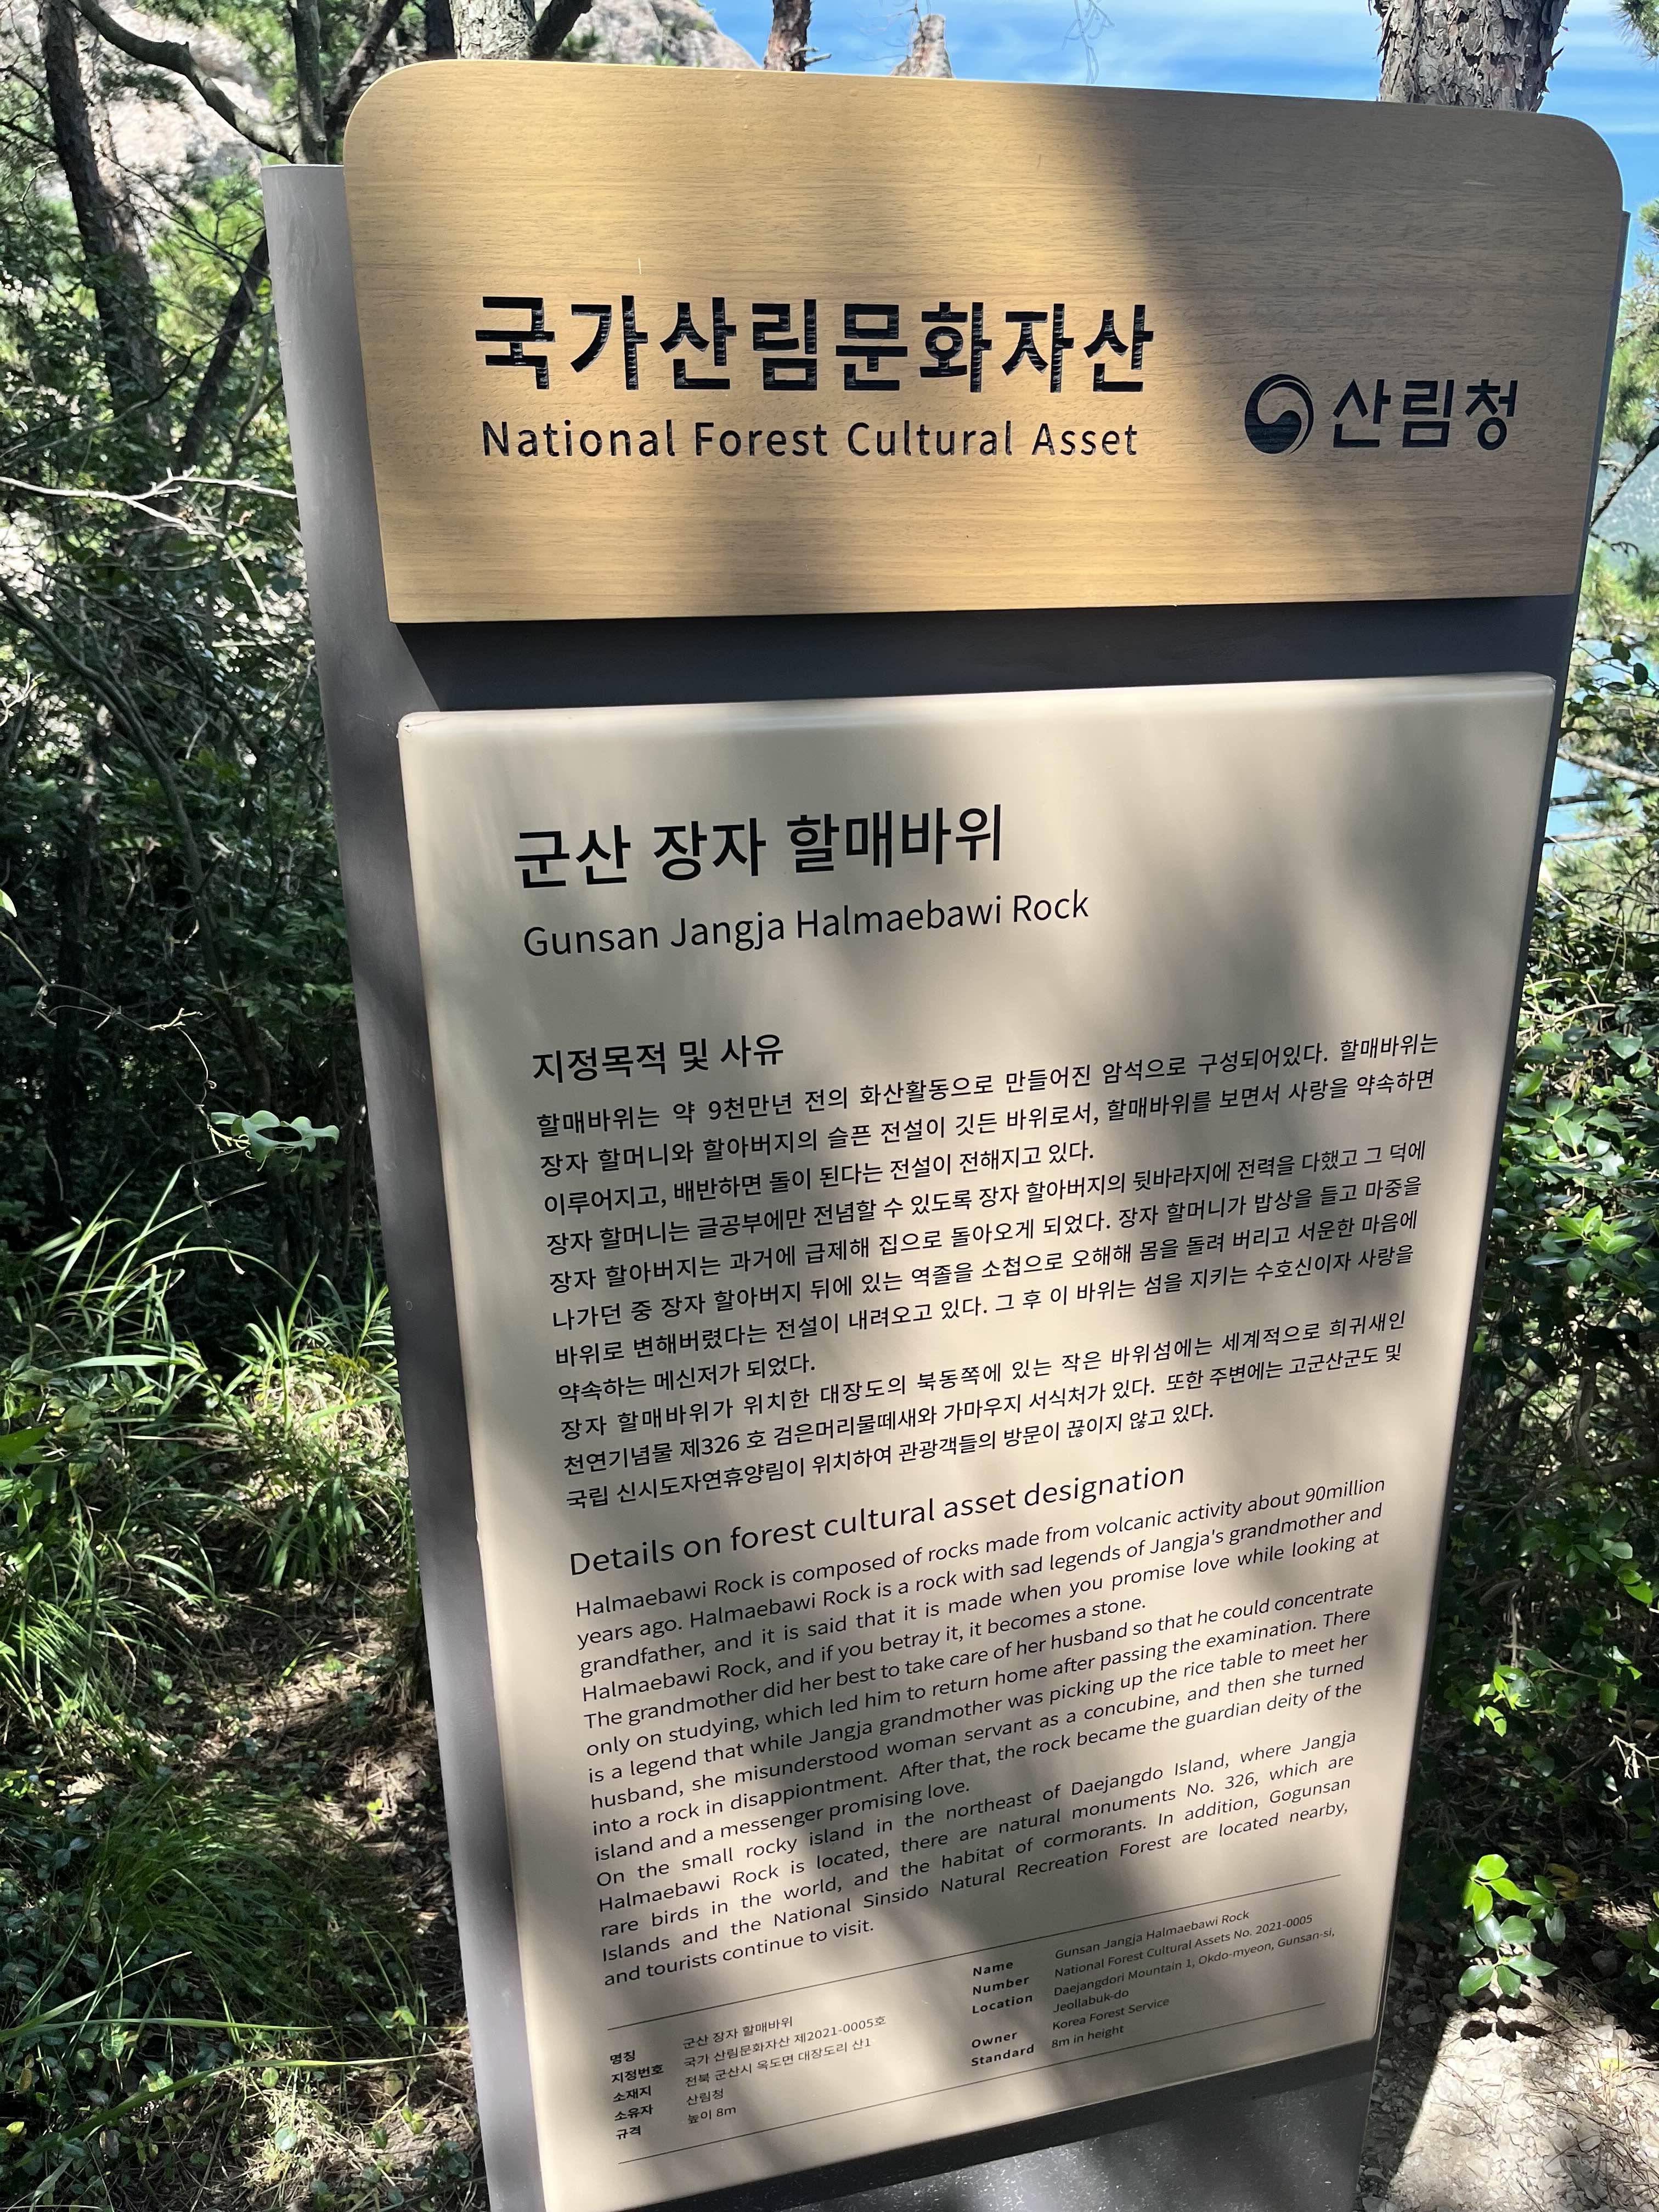 국가산림문화자산
National Forest Cultural Asset
산림청
군산 장자 할매바위
Gunsan Jangja Halmaebawi Rock
지정목적 및 사유
할매바위는 약 9천만년 전의 화산활동으로 만들어진 암석으로 구성되어있다. 할매바위는
장자 할머니와 할아버지의 슬픈 전설이 깃든 바위로서, 할매바위를 보면서 사랑을 약속하면
이루어지고, 배반하면 돌이 된다는 전설이 전해지고 있다.
장자 할머니는 글공부에만 전념할 수 있도록 장자 할아버지의 뒷바라지에 전력을 다했고 그 덕에
장자 할아버지는 과거에 급제해 집으로 돌아오게 되었다. 장자 할머니가 밥상을 들고 마중을
나가던 중 장자 할아버지 뒤에 있는 역졸을 소첩으로 오해해 몸을 돌려 버리고 서운한 마음에
바위로 변해버렸다는 전설이 내려오고 있다. 그 후 이 바위는 섬을 지키는 수호신이자 사랑을
약속하는 메신저가 되었다.
장자 할매바위가 위치한 대장도의 북동쪽에 있는 작은 바위섬에는 세계적으로 희귀새인
천연기념물 제326 호 검은머리물떼새와 가마우지 서식처가 있다. 또한 주변에는 고군산군도 및
국립 신시도자연휴양림이 위치하여 관광객들의 방문이 끊이지 않고 있다.
Details on forest cultural asset designation
Halmaebawi Rock is composed of rocks made from volcanic activity about 90million
years ago. Halmaebawi Rock is a rock with sad legends of Jangja's grandmother and
grandfather, and it is said that it is made when you promise love while looking at
Halmaebawi Rock, and if you betray it, it becomes a stone.
The grandmother did her best to take care of her husband so that he could concentrate
only on studying, which led him to return home after passing the examination. There
is a legend that while Jangja grandmother was picking up the rice table to meet her
husband, she misunderstood woman servant as a concubine, and then she turned
into a rock in disappiontment. After that, the rock became the guardian deity of the
island and a messenger promising love.
On the small rocky island in the northeast of Daejangdo Island, where Jangja
Halmaebawi Rock is located, there are natural monuments No. 326, which are
rare birds in the world, and the habitat of cormorants. In addition, Gogunsan
Islands and the National Sinsido Natural Recreation Forest are located nearby,
and tourists continue to visit.
명칭 군산 장자 할매바위
지정번호 국가 산림문화자산 제2021-0005호
소재지 전북 군산시 옥도면 대장도리 산1
소유자 산림청
규격 높이 8m
Name Gunsan Jangja Halmaebawi Rock
Number National Forest Cultural Assets No. 2021-0005
Location Daejangdori Mountain 1, Okdo-myeon, Gunsan-si,
Jeollabuk-do
Owner Korea Forest Service
Standard 8m in height